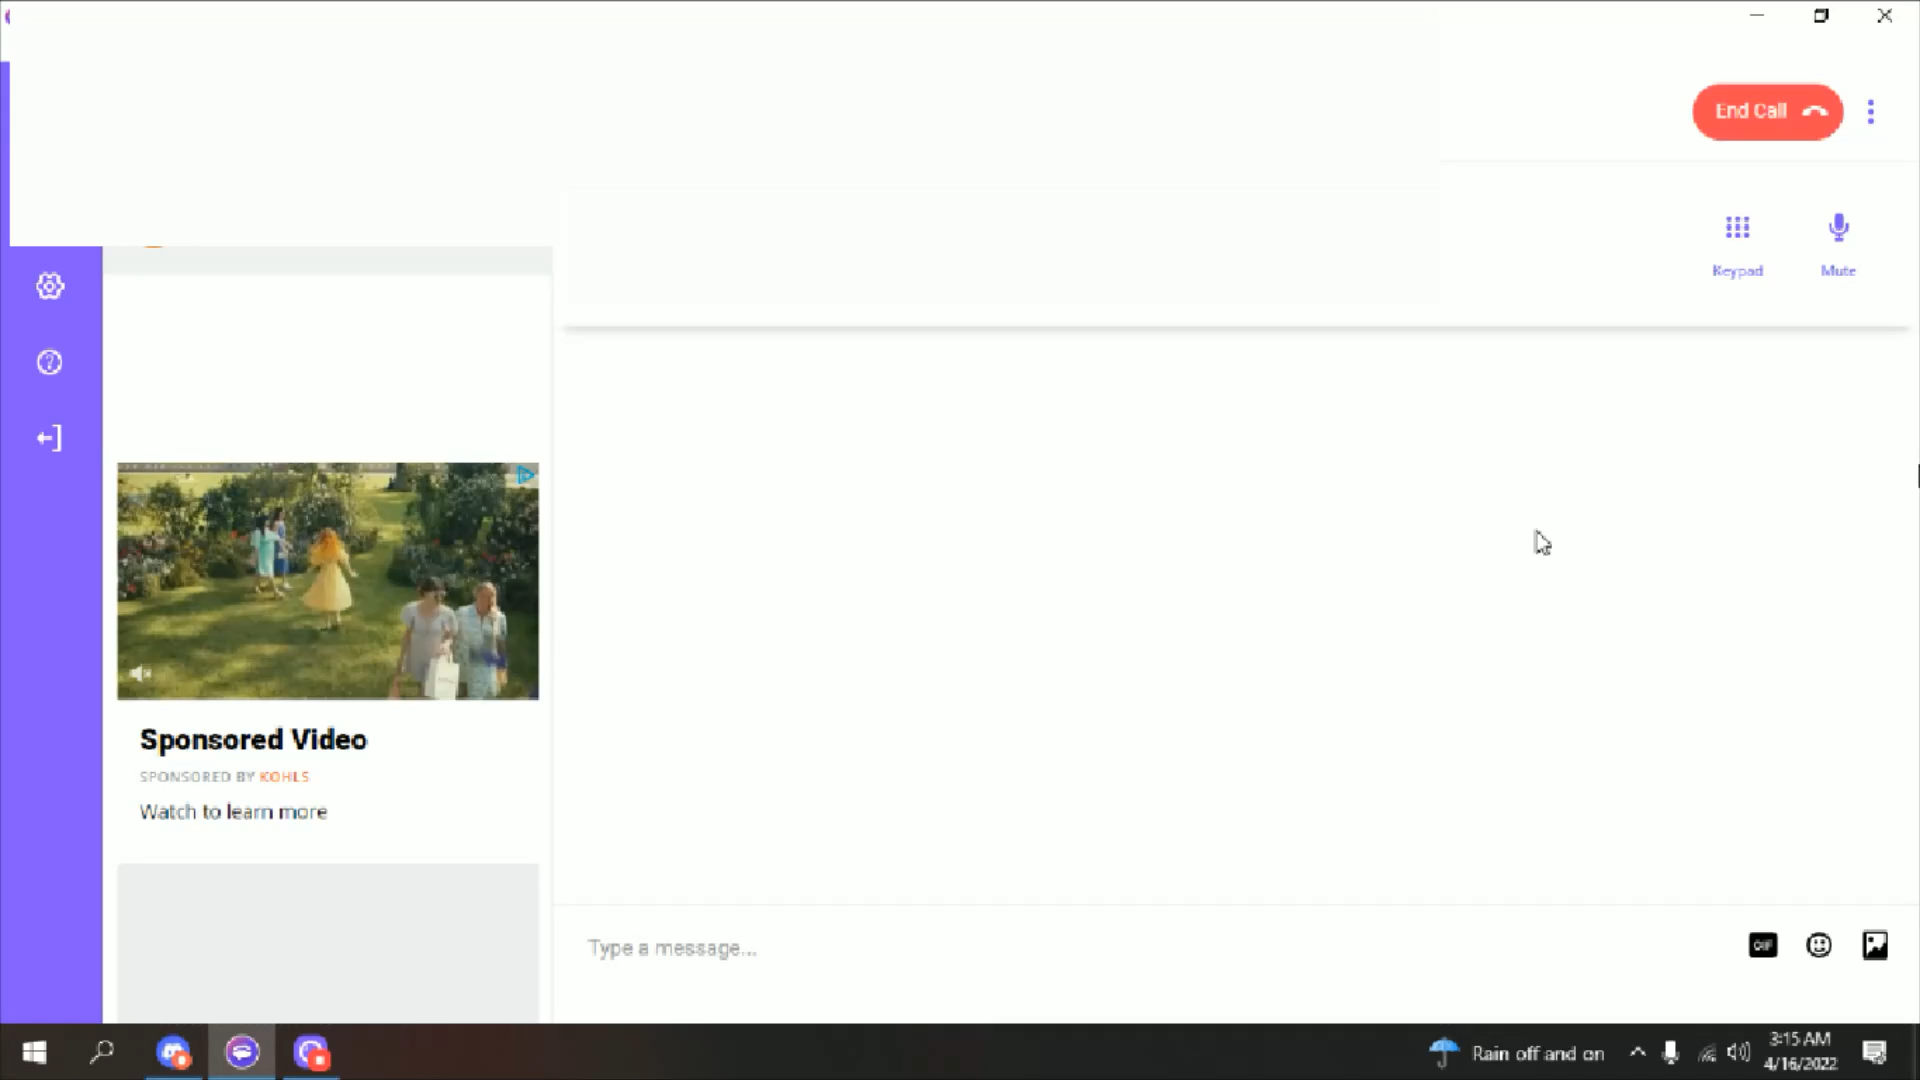 End Call
Keypad
Mute
Sponsored Video
SPONSORED BY KOHLS
Watch to learn more
Type a message...
GIF
Rain off and on
3:15 AM
4/16/2022